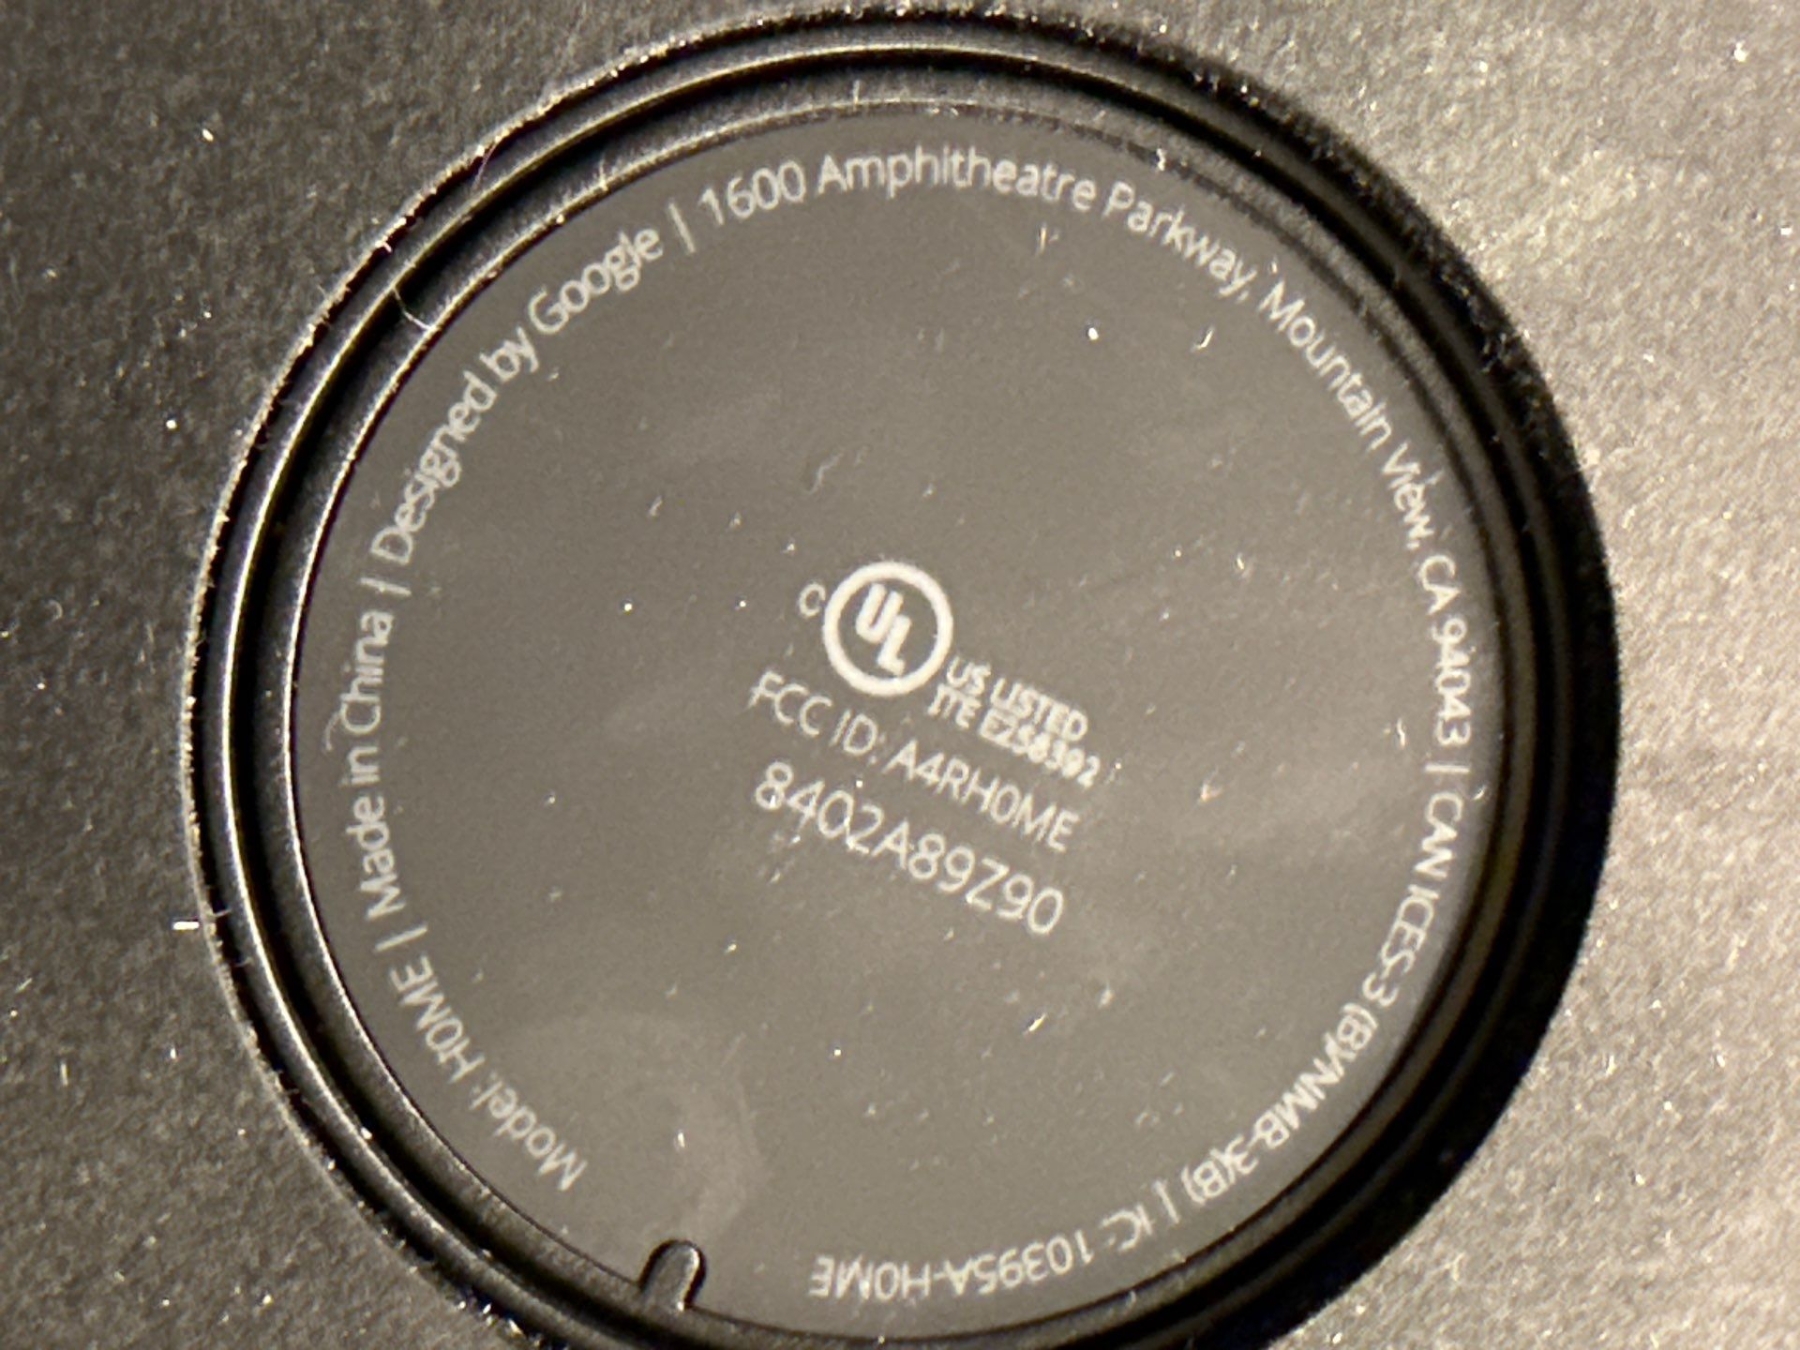 Model: H0ME | Made in China | Designed by Google | 1600 Amphitheatre Parkway, Mountain View, CA 94043 | CAN ICES-3 (B)/NMB-3(B) | IC: 10395A-H0ME
C UL US LISTED
ITE EZ58392
FCC ID: A4RH0ME
8402A89Z90